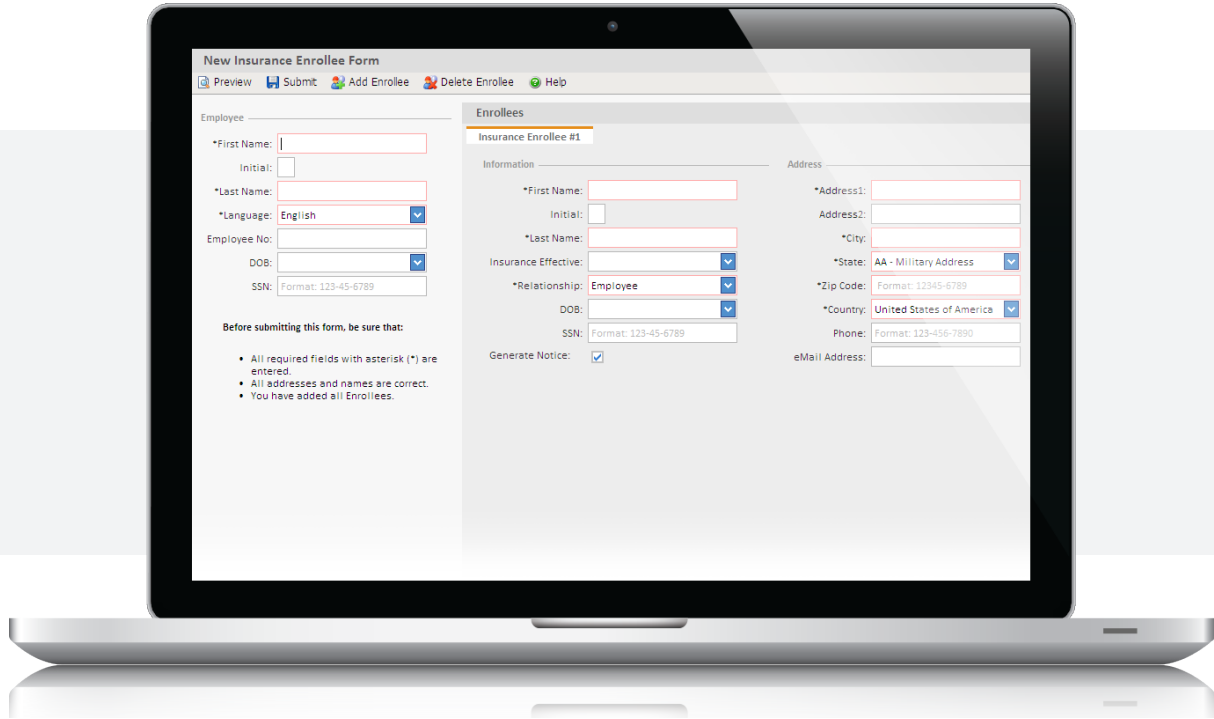 New Insurance Enrollee Form
Preview Submit Add Enrollee Delete Enrollee Help
Employee
*First Name:
Initial:
*Last Name:
*Language: English
Employee No:
DOB:
SSN: Format: 123-45-6789
Before submitting this form, be sure that:
• All required fields with asterisk (*) are
entered.
• All addresses and names are correct.
• You have added all Enrollees.
Enrollees
Insurance Enrollee #1
Information
*First Name:
Initial:
*Last Name:
Insurance Effective:
*Relationship: Employee
DOB:
SSN: Format: 123-45-6789
Generate Notice:
Address
*Address1:
Address2:
*City:
*State: AA - Military Address
*Zip Code: Format: 12345-6789
*Country: United States of America
Phone: Format: 123-456-7890
eMail Address: